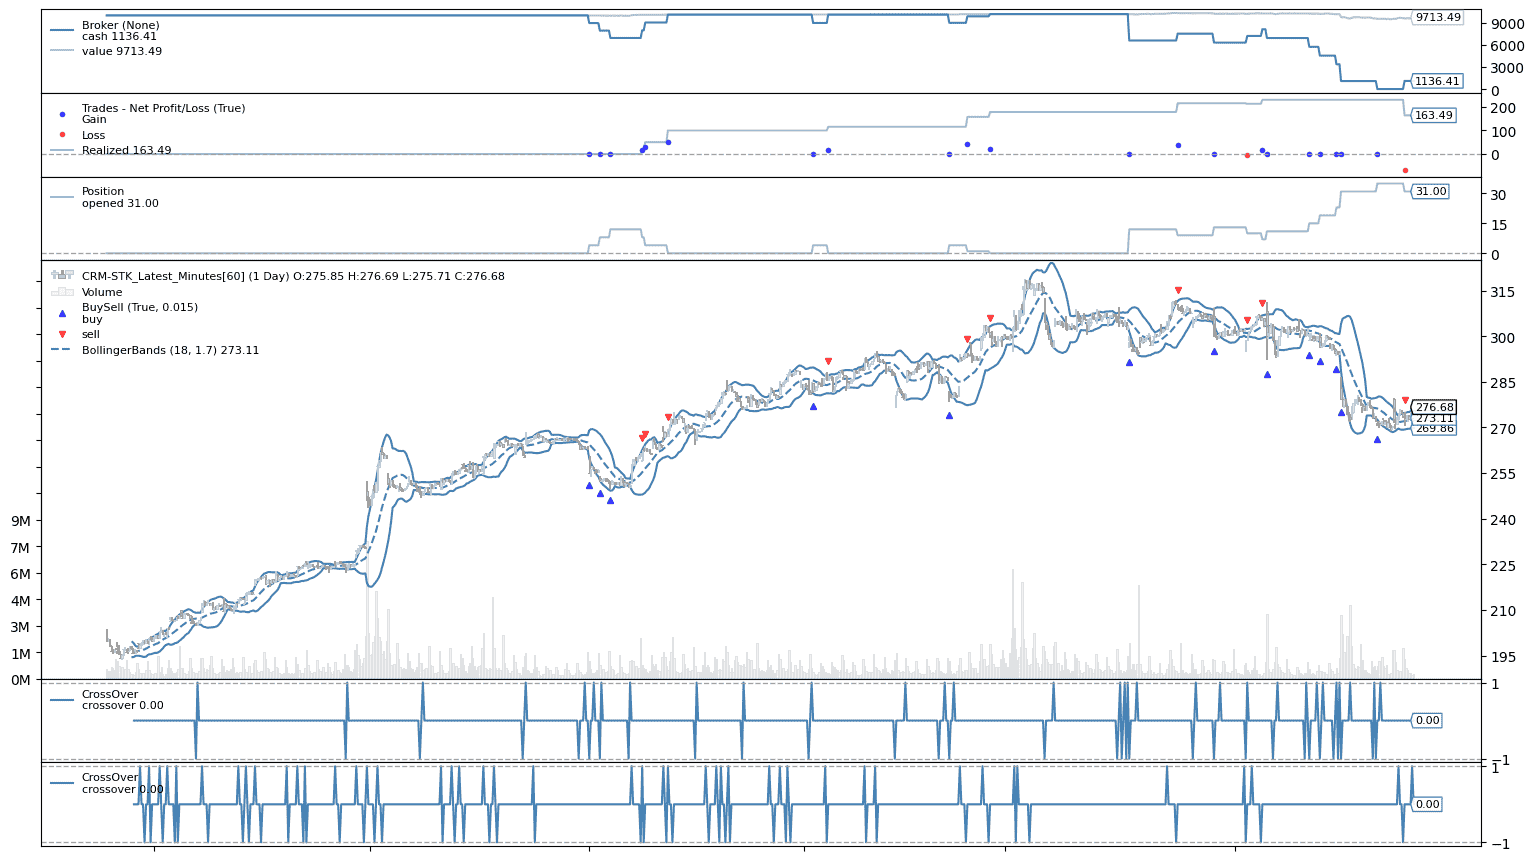 Broker (None)
cash 1136.41
value 9713.49
9713.49
9000
6000
3000
1136.41
0
Trades - Net Profit/Loss (True)
Gain
Loss
Realized 163.49
200
163.49
100
0
Position
opened 31.00
31.00
30
15
0
CRM-STK_Latest_Minutes[60] (1 Day) O:275.85 H:276.69 L:275.71 C:276.68
Volume
BuySell (True, 0.015)
buy
sell
BollingerBands (18, 1.7) 273.11
315
300
285
276.68
273.11
269.86
270
255
240
225
210
195
9M
7M
6M
4M
3M
1M
0M
CrossOver
crossover 0.00
1
0.00
−1
CrossOver
crossover 0.00
1
0.00
−1